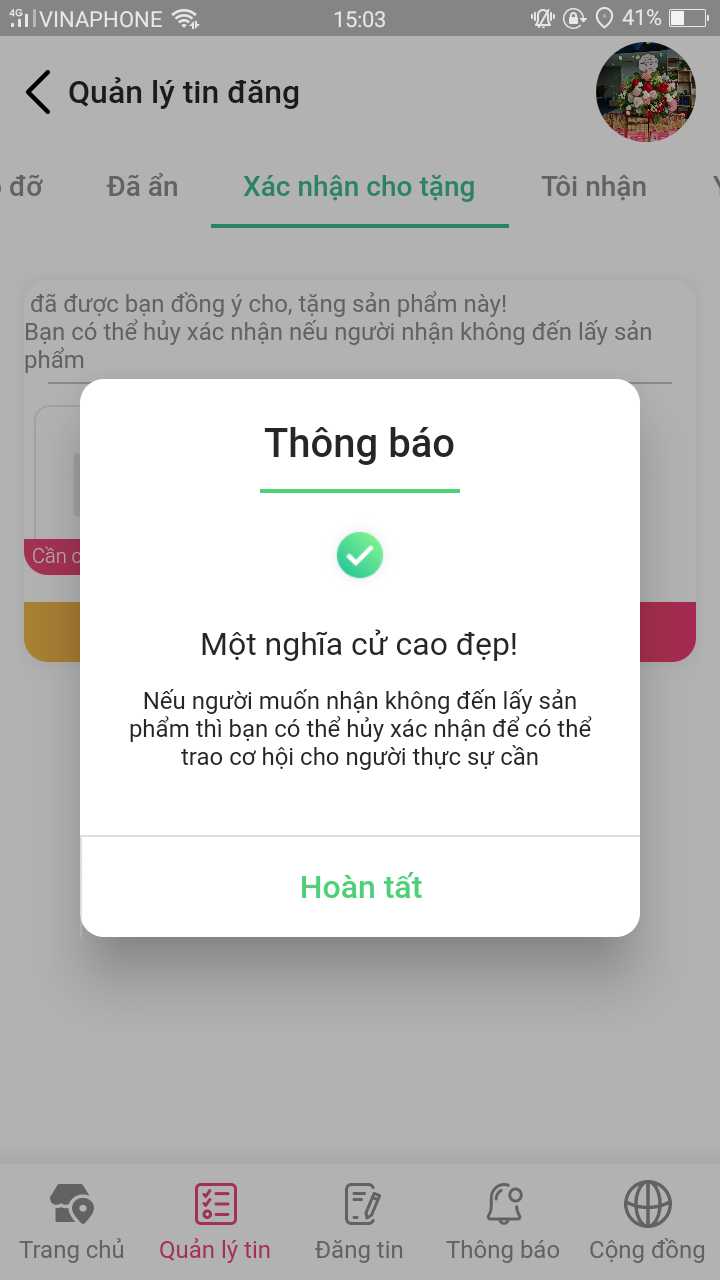 4G VINAPHONE 15:03 41%
Quản lý tin đăng
đỡ Đã ẩn Xác nhận cho tặng Tôi nhận
đã được bạn đồng ý cho, tặng sản phẩm này!
Bạn có thể hủy xác nhận nếu người nhận không đến lấy sản
phẩm
Thông báo
Cần
Một nghĩa cử cao đẹp!
Nếu người muốn nhận không đến lấy sản
phẩm thì bạn có thể hủy xác nhận để có thể
trao cơ hội cho người thực sự cần
Hoàn tất
Trang chủ Quản lý tin Đăng tin Thông báo Cộng đồng